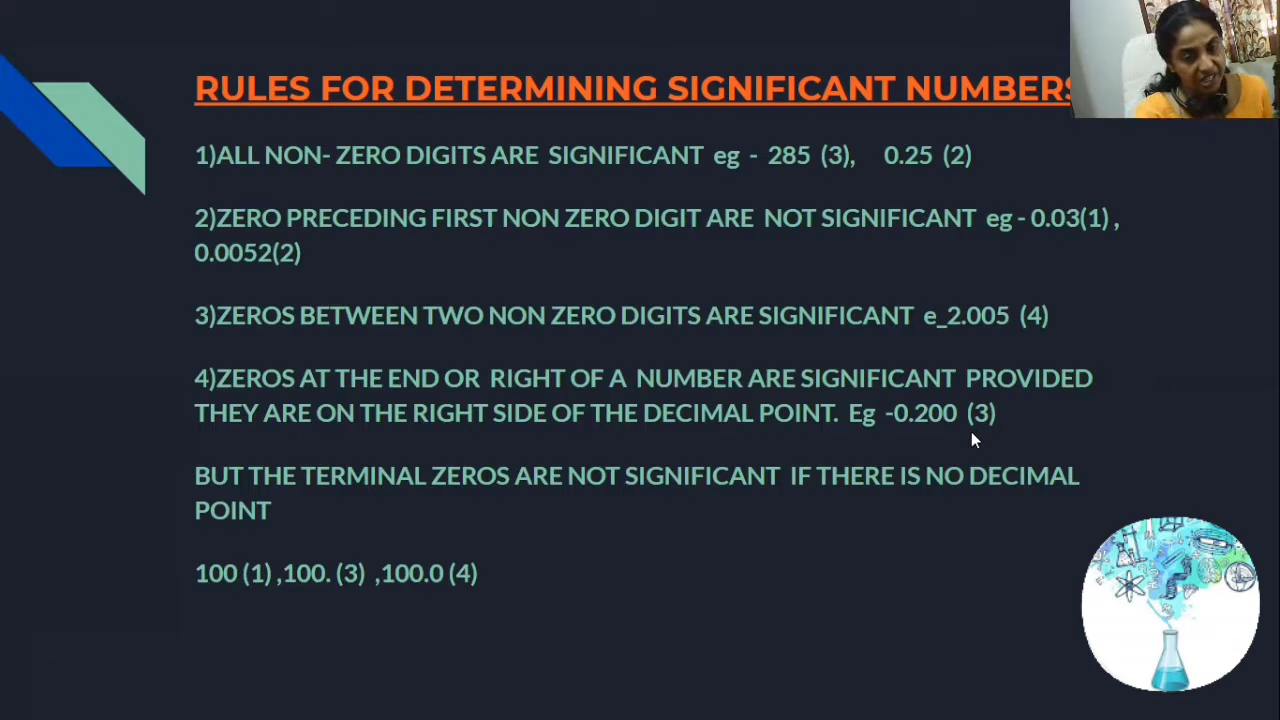 RULES FOR DETERMINING SIGNIFICANT NUMBERS
1)ALL NON- ZERO DIGITS ARE SIGNIFICANT eg - 285 (3), 0.25 (2)
2)ZERO PRECEDING FIRST NON ZERO DIGIT ARE NOT SIGNIFICANT eg - 0.03(1) ,
0.0052(2)
3)ZEROS BETWEEN TWO NON ZERO DIGITS ARE SIGNIFICANT e_2.005 (4)
4)ZEROS AT THE END OR RIGHT OF A NUMBER ARE SIGNIFICANT PROVIDED
THEY ARE ON THE RIGHT SIDE OF THE DECIMAL POINT. Eg -0.200 (3)
BUT THE TERMINAL ZEROS ARE NOT SIGNIFICANT IF THERE IS NO DECIMAL
POINT
100 (1) ,100. (3) ,100.0 (4)